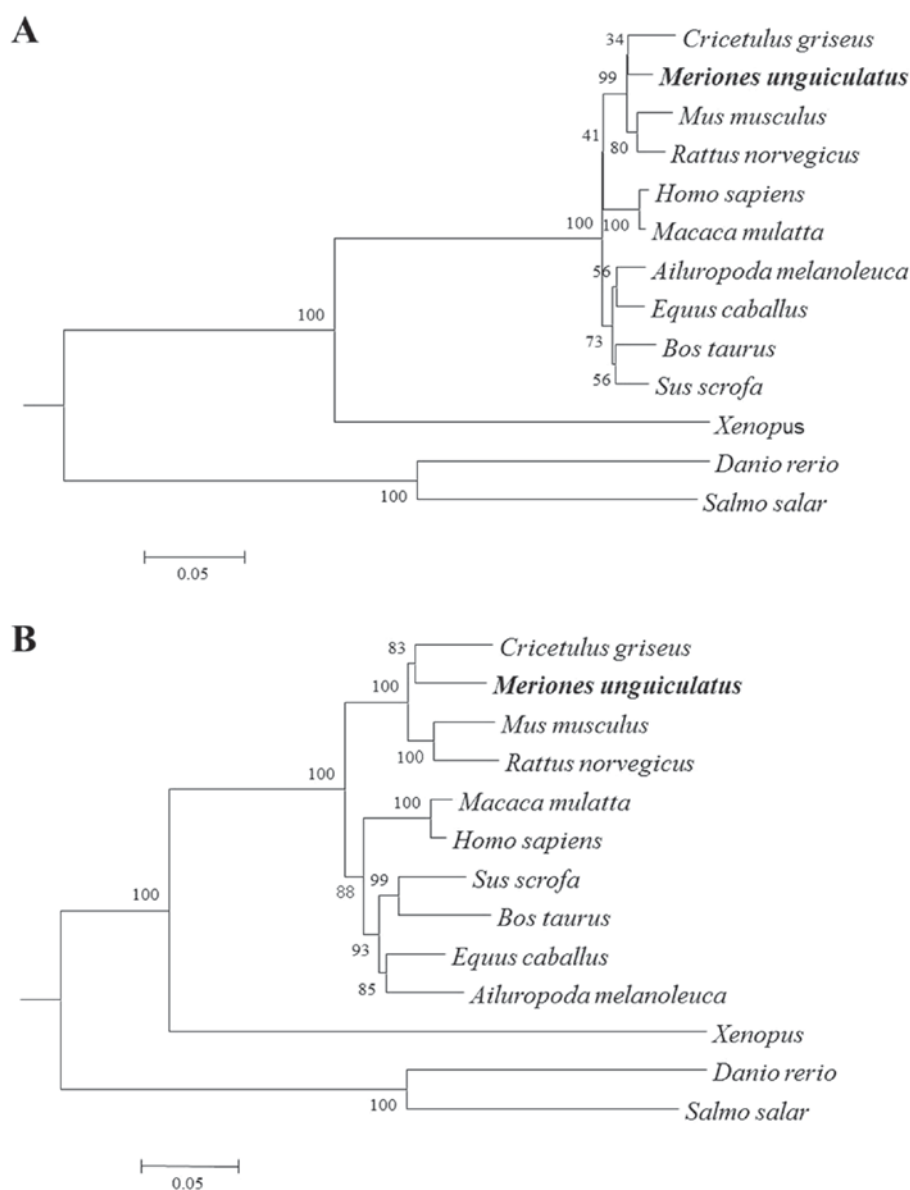 A
34 Cricetulus griseus
99 Meriones unguiculatus
Mus musculus
41
80 Rattus norvegicus
Homo sapiens
100 100 Macaca mulatta
56 Ailuropoda melanoleuca
Equus caballus
100
73 Bos taurus
56 Sus scrofa
Xenopus
Danio rerio
100 Salmo salar
0.05
B
83 Cricetulus griseus
100 Meriones unguiculatus
Mus musculus
100 Rattus norvegicus
100
100 Macaca mulatta
Homo sapiens
99 Sus scrofa
100 88
Bos taurus
93 Equus caballus
85 Ailuropoda melanoleuca
Xenopus
Danio rerio
100 Salmo salar
0.05